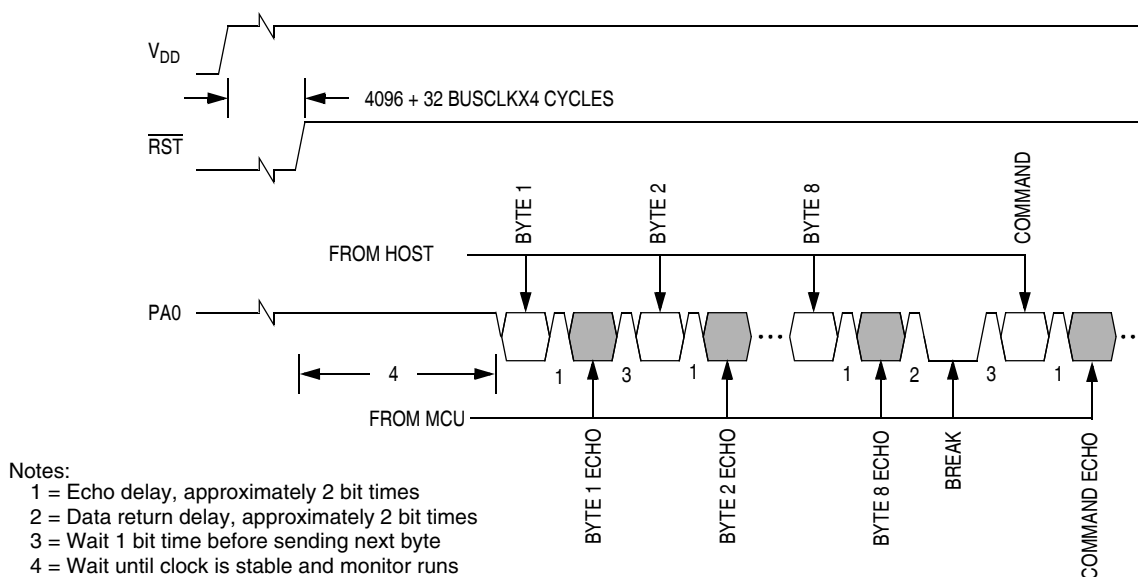 VDD
4096 + 32 BUSCLKX4 CYCLES
RST
BYTE 1
BYTE 2
BYTE 8
COMMAND
FROM HOST
PA0
4
1
3
1
1
2
3
1
FROM MCU
BYTE 1 ECHO
BYTE 2 ECHO
BYTE 8 ECHO
BREAK
COMMAND ECHO
Notes:
1 = Echo delay, approximately 2 bit times
2 = Data return delay, approximately 2 bit times
3 = Wait 1 bit time before sending next byte
4 = Wait until clock is stable and monitor runs